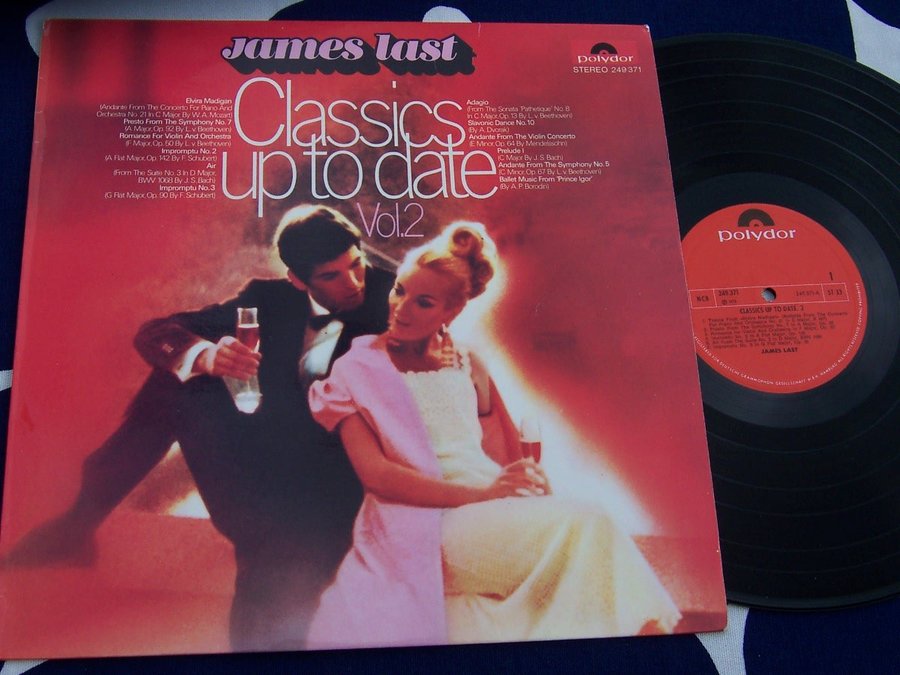 james last
polydor
STEREO 249 371
Classics
up to date
Vol.2
Elvira Madigan
(Andante From The Concerto For Piano And
Orchestra No. 21 In C Major By W. A. Mozart)
Presto From The Symphony No. 7
(A Major, Op. 92 By L. v. Beethoven)
Romance For Violin And Orchestra
(F Major, Op. 50 By L. v. Beethoven)
Impromptu No. 2
(A Flat Major, Op. 142 By F. Schubert)
Air
(From The Suite No. 3 In D Major,
BWV 1068 By J. S. Bach)
Impromptu No. 3
(G Flat Major, Op. 90 By F. Schubert)
Adagio
(From The Sonata 'Pathetique' No. 8
In C Major, Op. 13 By L. v. Beethoven)
Slavonic Dance No. 10
(By A. Dvorak)
Andante From The Violin Concerto
(E Minor, Op. 64 By Mendelssohn)
Prelude I
(C Major By J. S. Bach)
Andante From The Symphony No. 5
(C Minor, Op. 67 By L. v. Beethoven)
Ballet Music From 'Prince Igor'
(By A. P. Borodin)
polydor
1
249 371
ST 33
CLASSICS UP TO DATE, 2
JAMES LAST